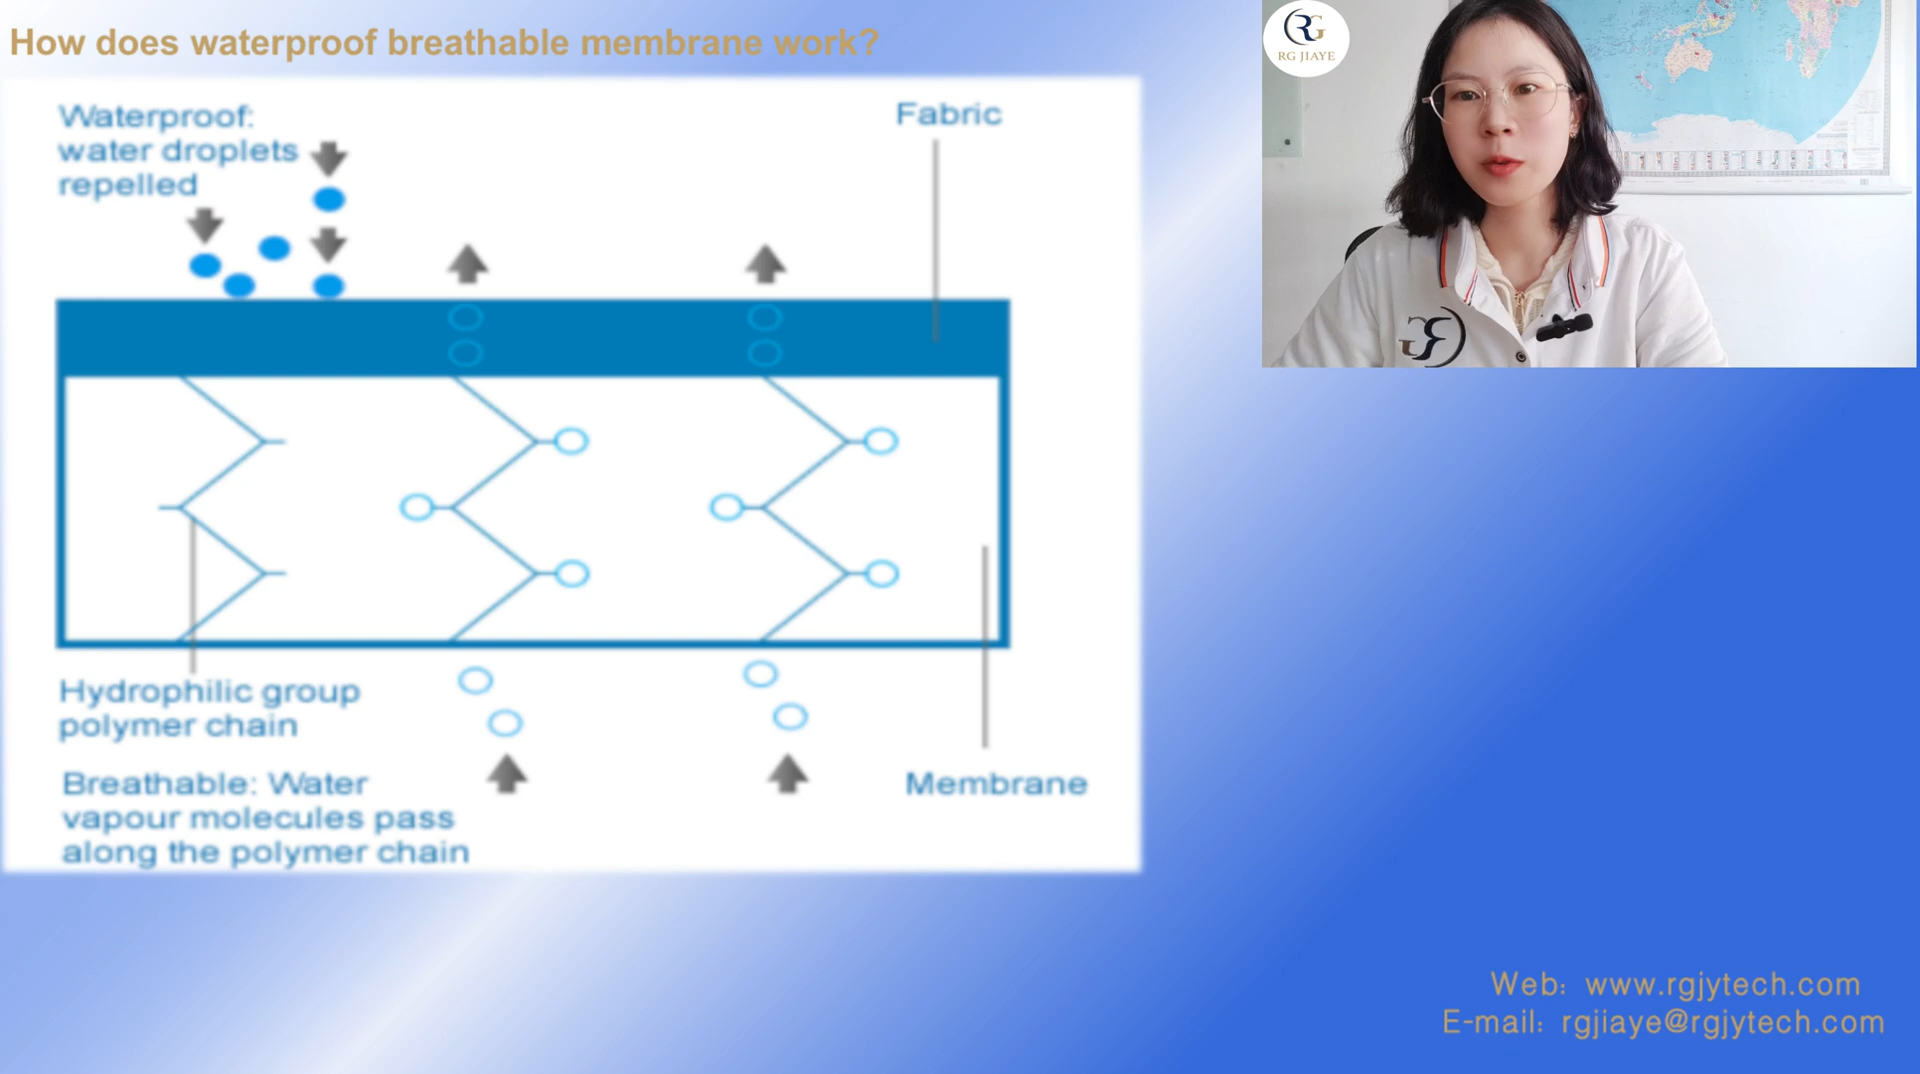 How does waterproof breathable membrane work?
Waterproof:
water droplets
repelled
Fabric
Hydrophilic group
polymer chain
Breathable: Water
vapour molecules pass
along the polymer chain
Membrane
RG
RG JIAYE
Web: www.rgjytech.com
E-mail: rgjiaye@rgjytech.com